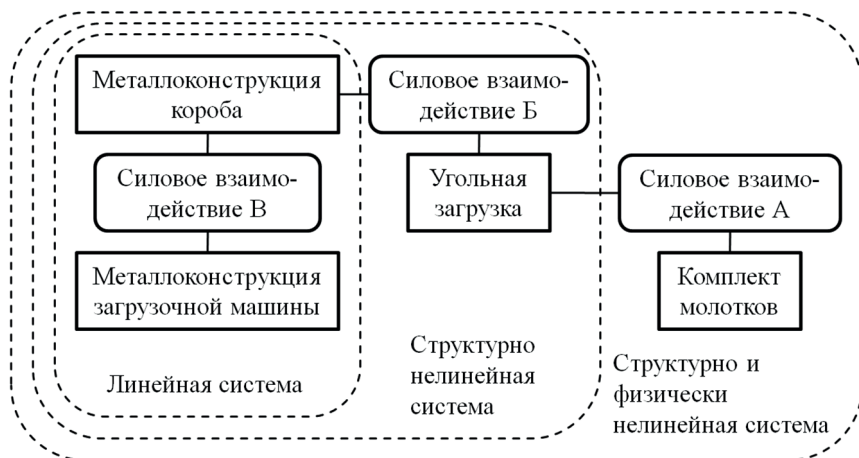 Металлоконструкция
короба
Силовое взаимо-
действие Б
Силовое взаимо-
действие В
Угольная
загрузка
Силовое взаимо-
действие А
Металлоконструкция
загрузочной машины
Комплект
молотков
Линейная система
Структурно
нелинейная
система
Структурно и
физически
нелинейная система